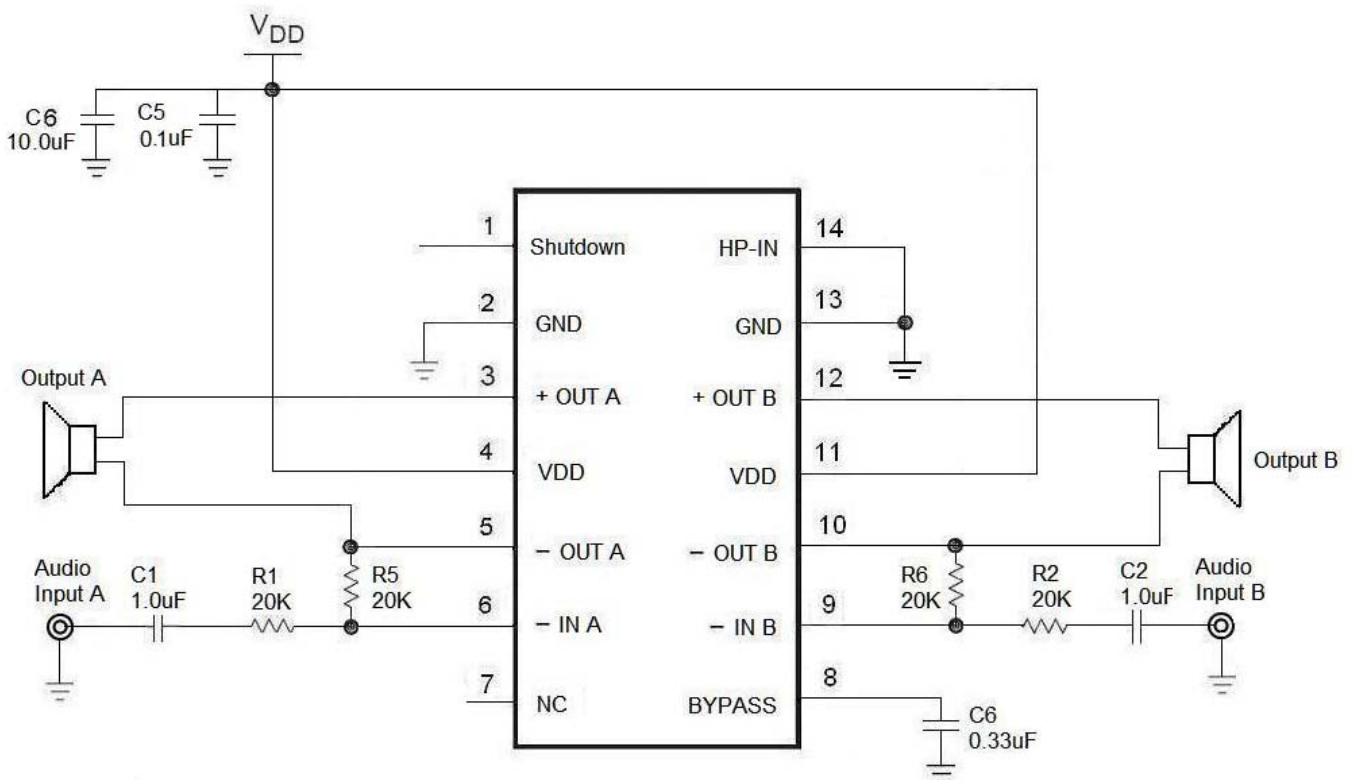 VDD
C6
10.0uF
C5
0.1uF
1
Shutdown
HP-IN
14
2
GND
GND
13
Output A
3
+ OUT A
+ OUT B
12
4
VDD
VDD
11
Output B
5
– OUT A
– OUT B
10
Audio
Input A
C1
1.0uF
R1
20K
R5
20K
6
– IN A
– IN B
9
R6
20K
R2
20K
C2
1.0uF
Audio
Input B
7
NC
BYPASS
8
C6
0.33uF